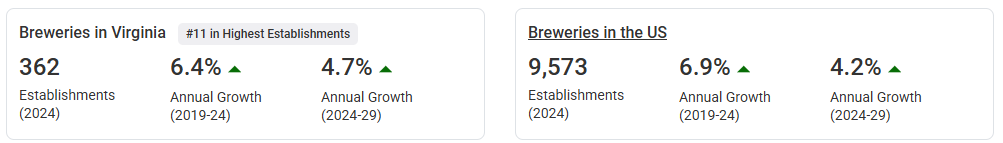 Breweries in Virginia #11 in Highest Establishments
362 6.4% 4.7%
Establishments Annual Growth Annual Growth
(2024) (2019-24) (2024-29)
Breweries in the US
9,573 6.9% 4.2%
Establishments Annual Growth Annual Growth
(2024) (2019-24) (2024-29)